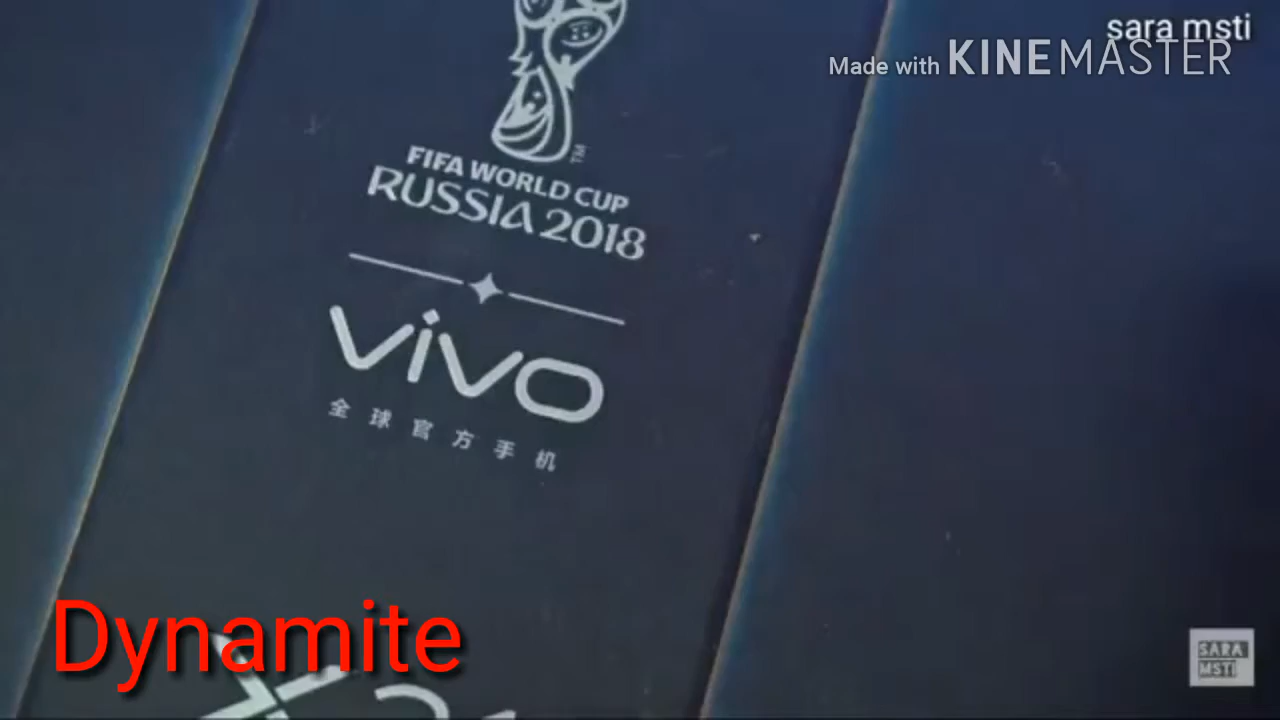 sara msti
Made with KINEMASTER
TM
FIFA WORLD CUP
RUSSIA 2018
vivo
全球官方手机
Dynamite
SARA
MSTI